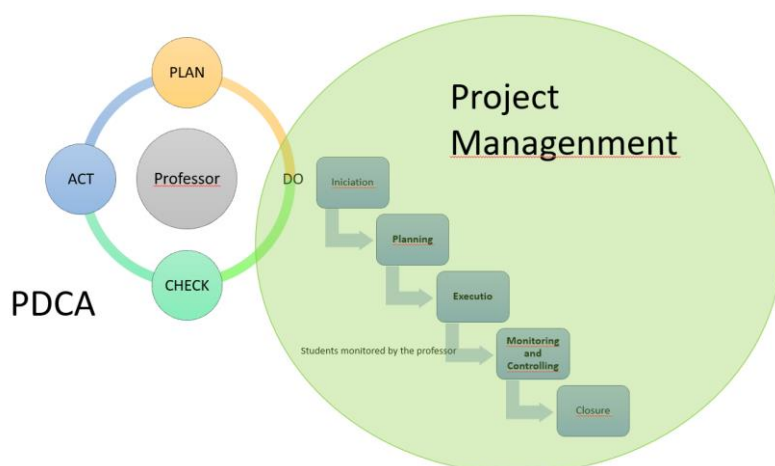 PLAN
Project
Managenment
ACT
Professor
DO
Iniciation
Planning
CHECK
PDCA
Executio
Students monitored by the professor
Monitoring
and
Controlling
Closure